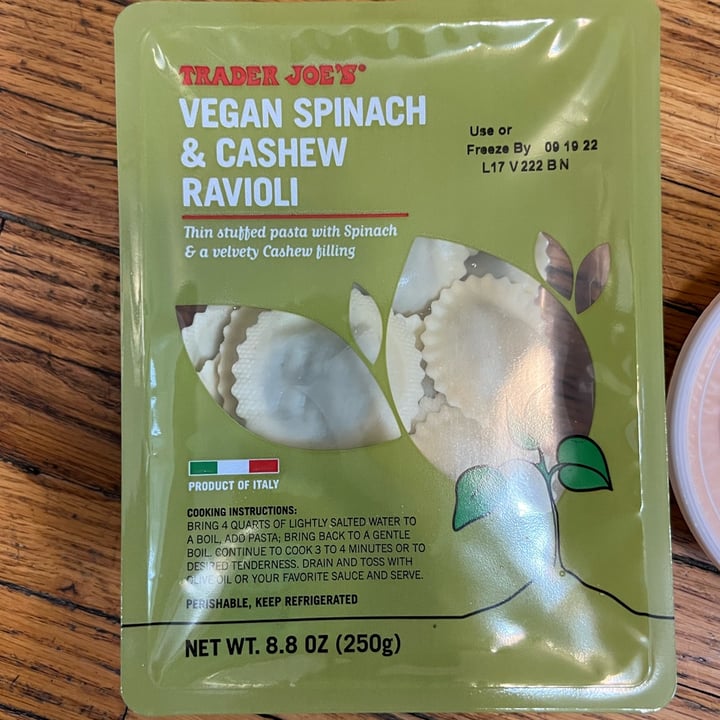 TRADER JOE'S®
VEGAN SPINACH
& CASHEW
RAVIOLI
Thin stuffed pasta with Spinach
& a velvety Cashew filling
Use or
Freeze By 09 19 22
L17 V222 BN
PRODUCT OF ITALY
COOKING INSTRUCTIONS:
BRING 4 QUARTS OF LIGHTLY SALTED WATER TO
A BOIL, ADD PASTA; BRING BACK TO A GENTLE
BOIL. CONTINUE TO COOK 3 TO 4 MINUTES OR TO
DESIRED TENDERNESS. DRAIN AND TOSS WITH
OLIVE OIL OR YOUR FAVORITE SAUCE AND SERVE.
PERISHABLE, KEEP REFRIGERATED
NET WT. 8.8 OZ (250g)